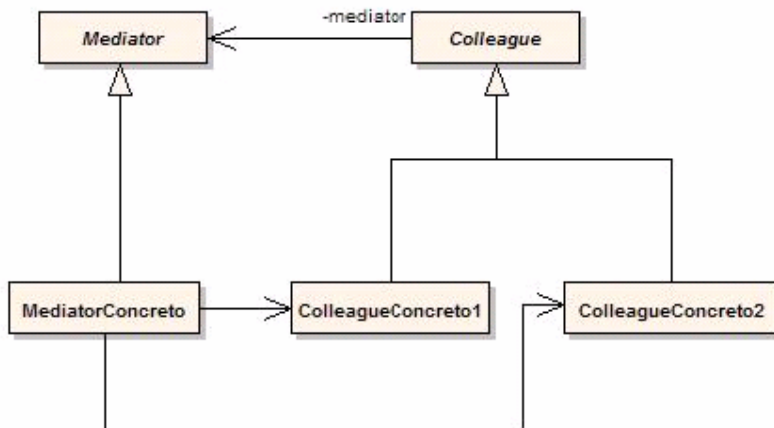 -mediator
Mediator
Colleague
MediatorConcreto
ColleagueConcreto1
ColleagueConcreto2